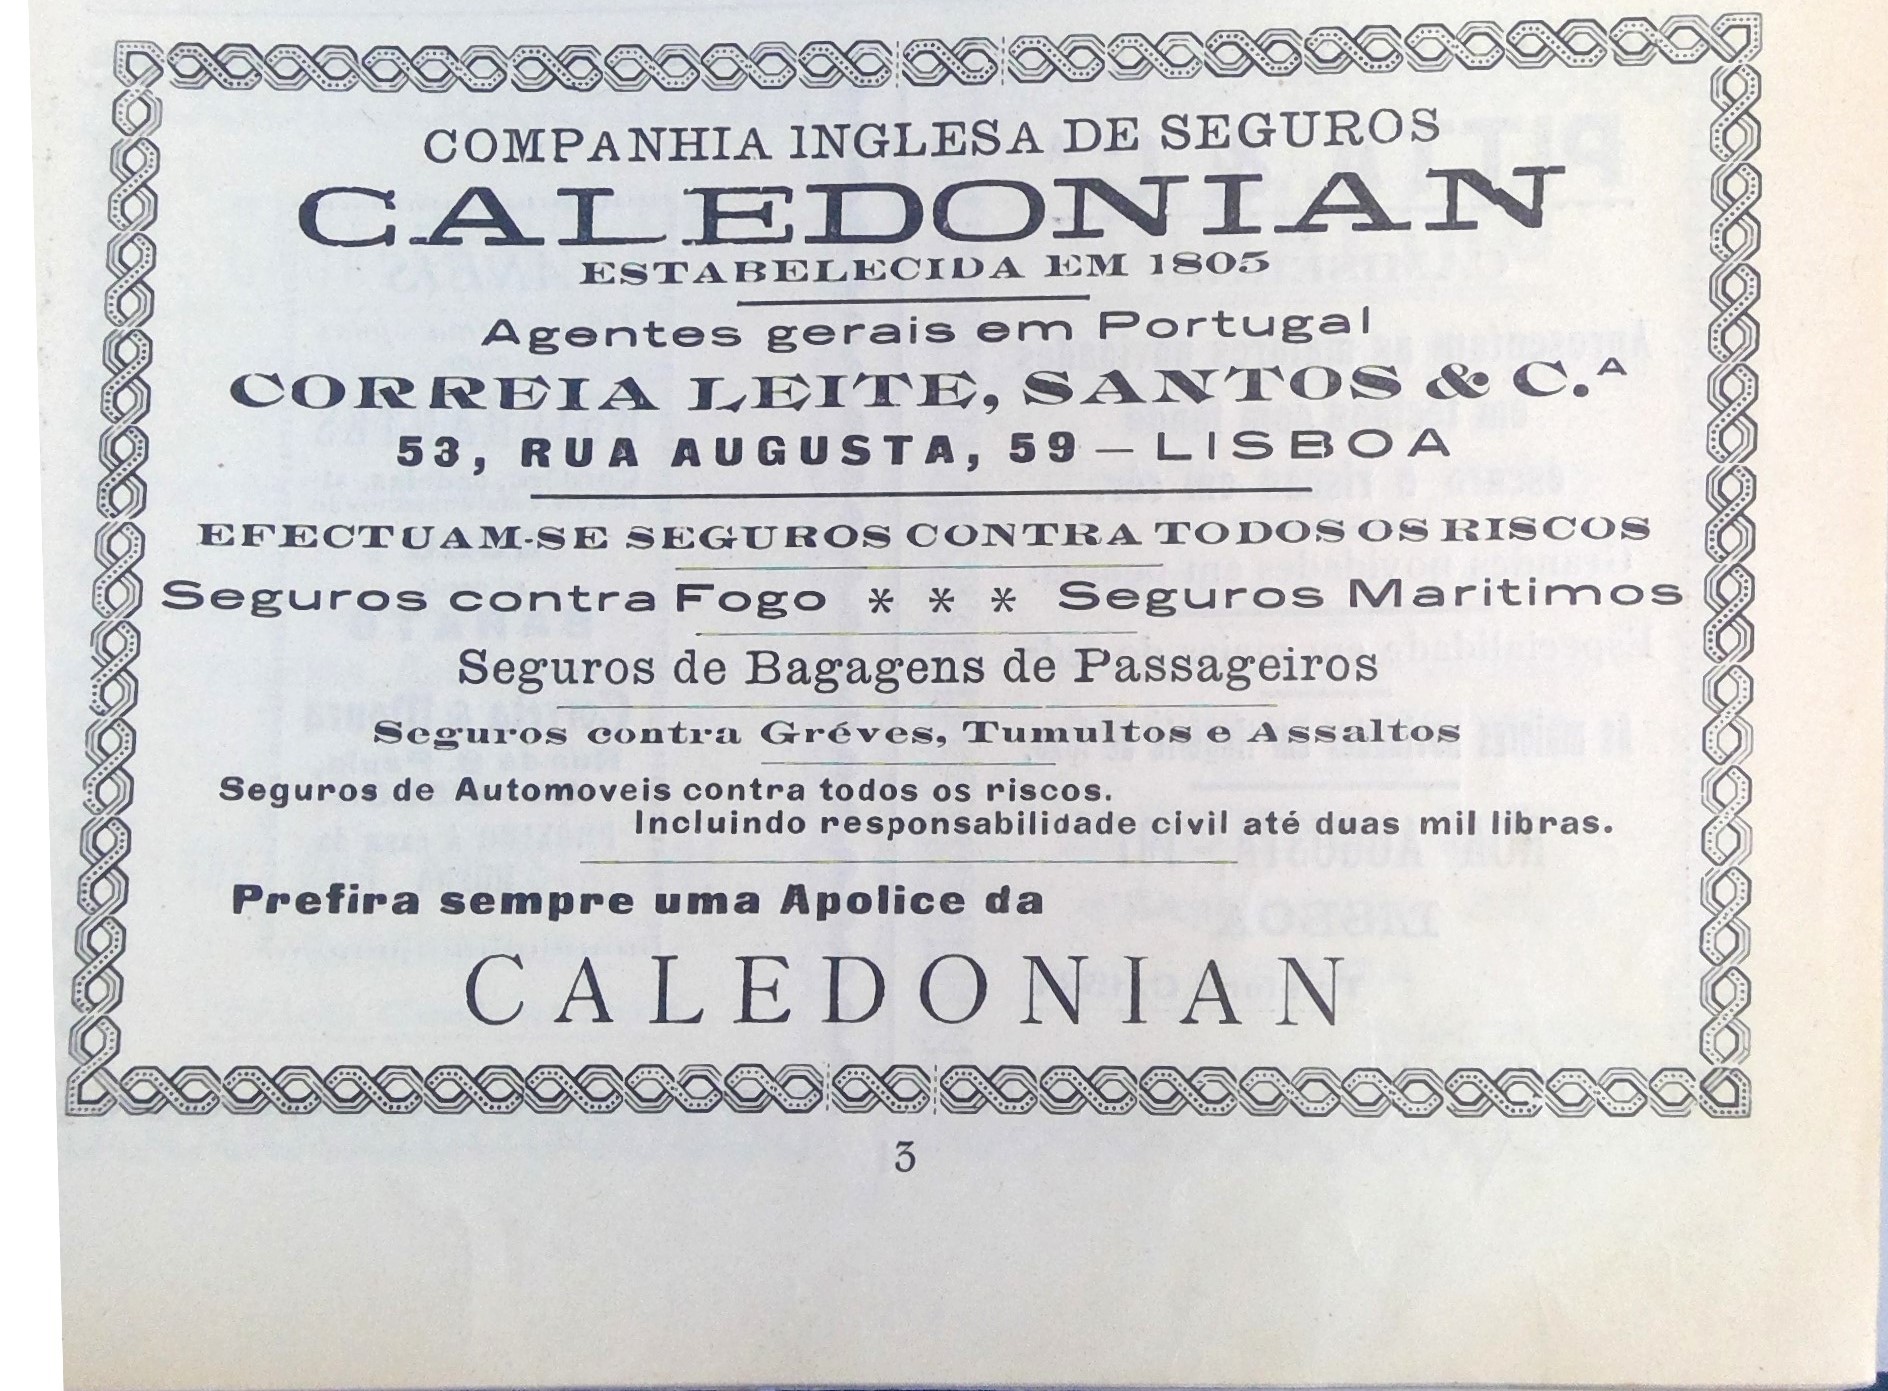 COMPANHIA INGLESA DE SEGUROS
CALEDONIAN
ESTABELECIDA EM 1805
Agentes gerais em Portugal
CORREIA LEITE, SANTOS & C.ᴬ
53, RUA AUGUSTA, 59 — LISBOA
EFECTUAM-SE SEGUROS CONTRA TODOS OS RISCOS
Seguros contra Fogo * * * Seguros Maritimos
Seguros de Bagagens de Passageiros
Seguros contra Gréves, Tumultos e Assaltos
Seguros de Automoveis contra todos os riscos.
Incluindo responsabilidade civil até duas mil libras.
Prefira sempre uma Apolice da
CALEDONIAN
3